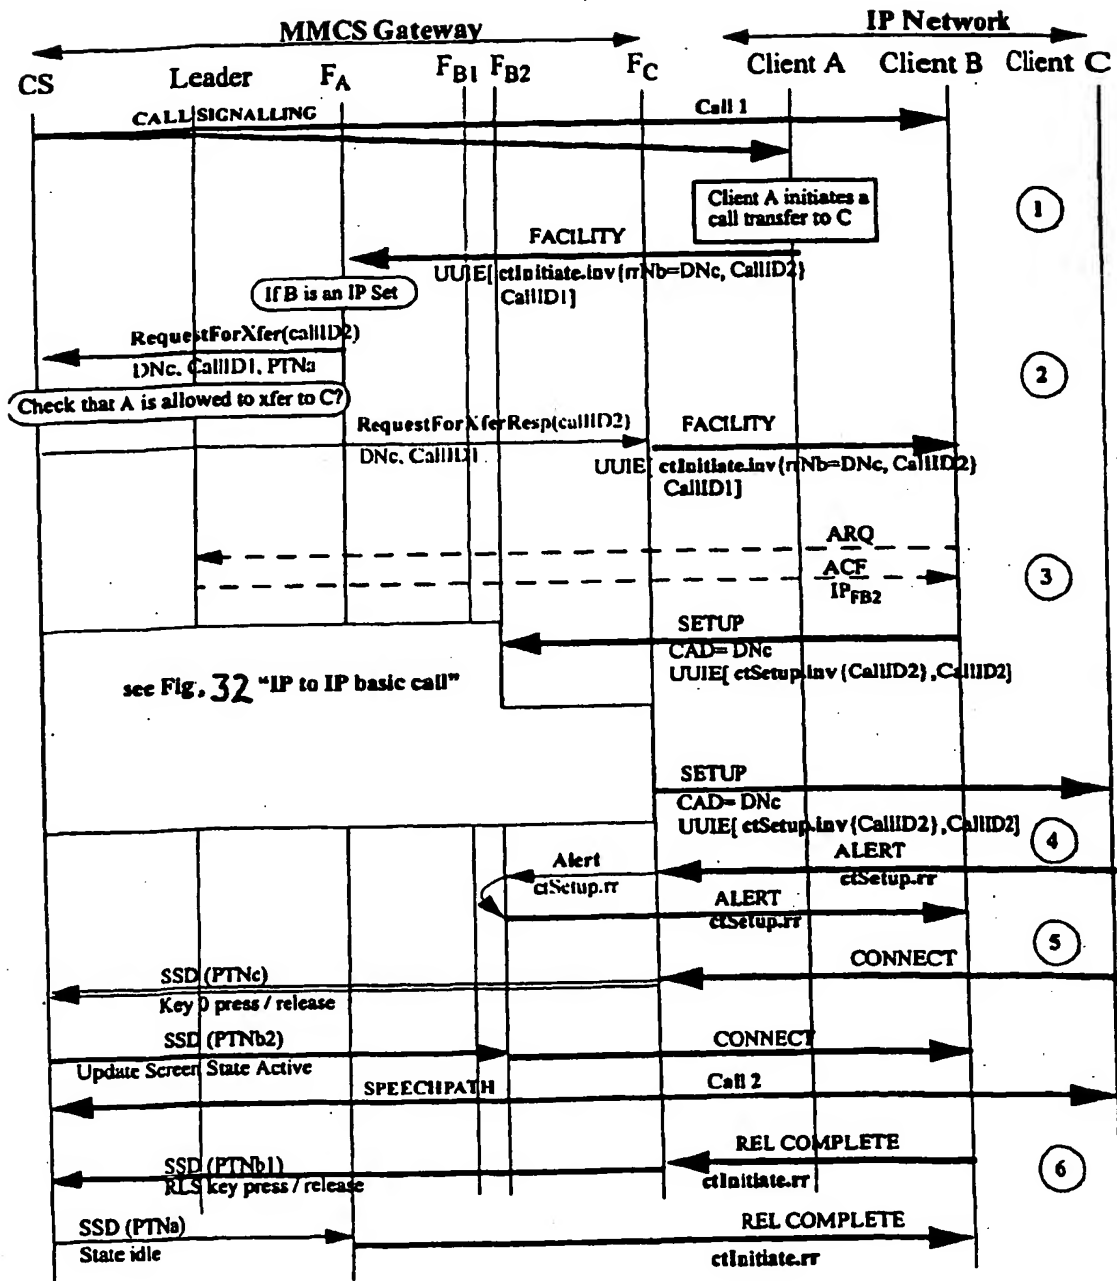 MMCS Gateway
IP Network
CS
Leader
FA
FB1
FB2
FC
Client A
Client B
Client C
CALL SIGNALLING
Call 1
Client A initiates a
call transfer to C
1
FACILITY
UUIE[ ctInitiate.inv{rrNb=DNc, CallID2}
CallID1]
If B is an IP Set
RequestForXfer(callID2)
DNc, CallID1, PTNa
2
Check that A is allowed to xfer to C?
RequestForXferResp(callID2)
DNc, CallID1
FACILITY
UUIE[ ctInitiate.inv{rrNb=DNc, CallID2}
CallID1]
ARQ
ACF
IPFB2
3
SETUP
CAD= DNc
UUIE[ ctSetup.inv{CallID2},CallID2]
see Fig. 32 "IP to IP basic call"
SETUP
CAD= DNc
UUIE[ ctSetup.inv{CallID2},CallID2]
4
Alert
ctSetup.rr
ALERT
ctSetup.rr
ALERT
ctSetup.rr
5
CONNECT
SSD (PTNc)
Key 0 press / release
SSD (PTNb2)
Update Screen State Active
CONNECT
SPEECHPATH
Call 2
REL COMPLETE
ctInitiate.rr
6
SSD (PTNb1)
RLS key press / release
SSD (PTNa)
State idle
REL COMPLETE
ctInitiate.rr